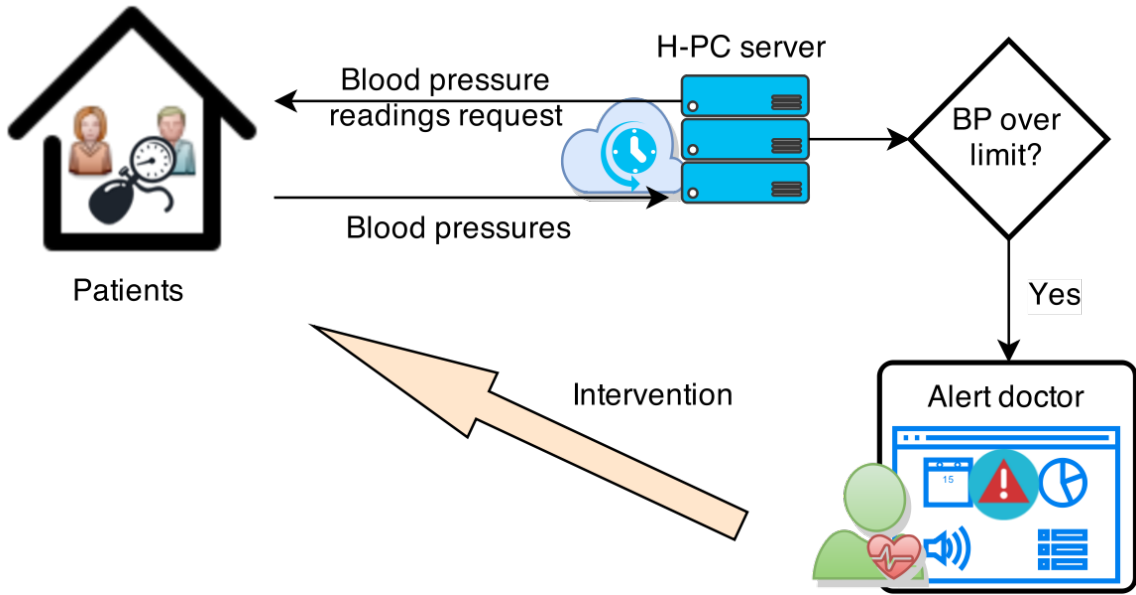 H-PC server
Blood pressure
readings request
BP over
limit?
Blood pressures
Patients
Yes
Intervention
Alert doctor
15